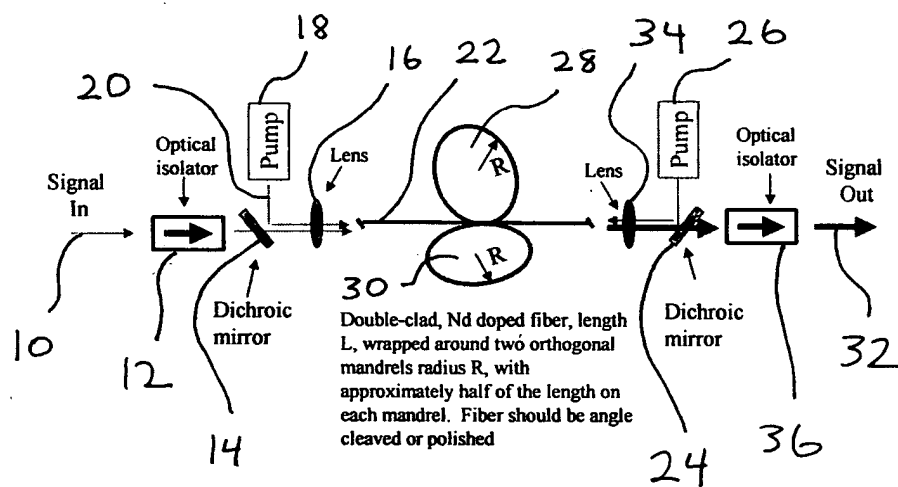 18
16
22
28
34
26
20
Pump
Pump
Optical
isolator
Lens
R
Lens
Optical
isolator
Signal
In
Signal
Out
10
12
14
Dichroic
mirror
30
R
Dichroic
mirror
24
36
32
Double-clad, Nd doped fiber, length
L, wrapped around two orthogonal
mandrels radius R, with
approximately half of the length on
each mandrel. Fiber should be angle
cleaved or polished